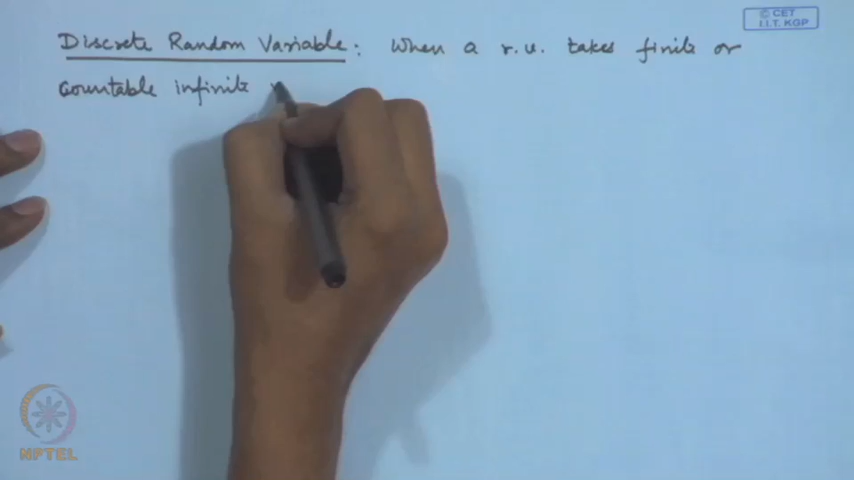 © CET
I.I.T. KGP
Discrete Random Variable: When a r.v. takes finite or
countable infinite
NPTEL